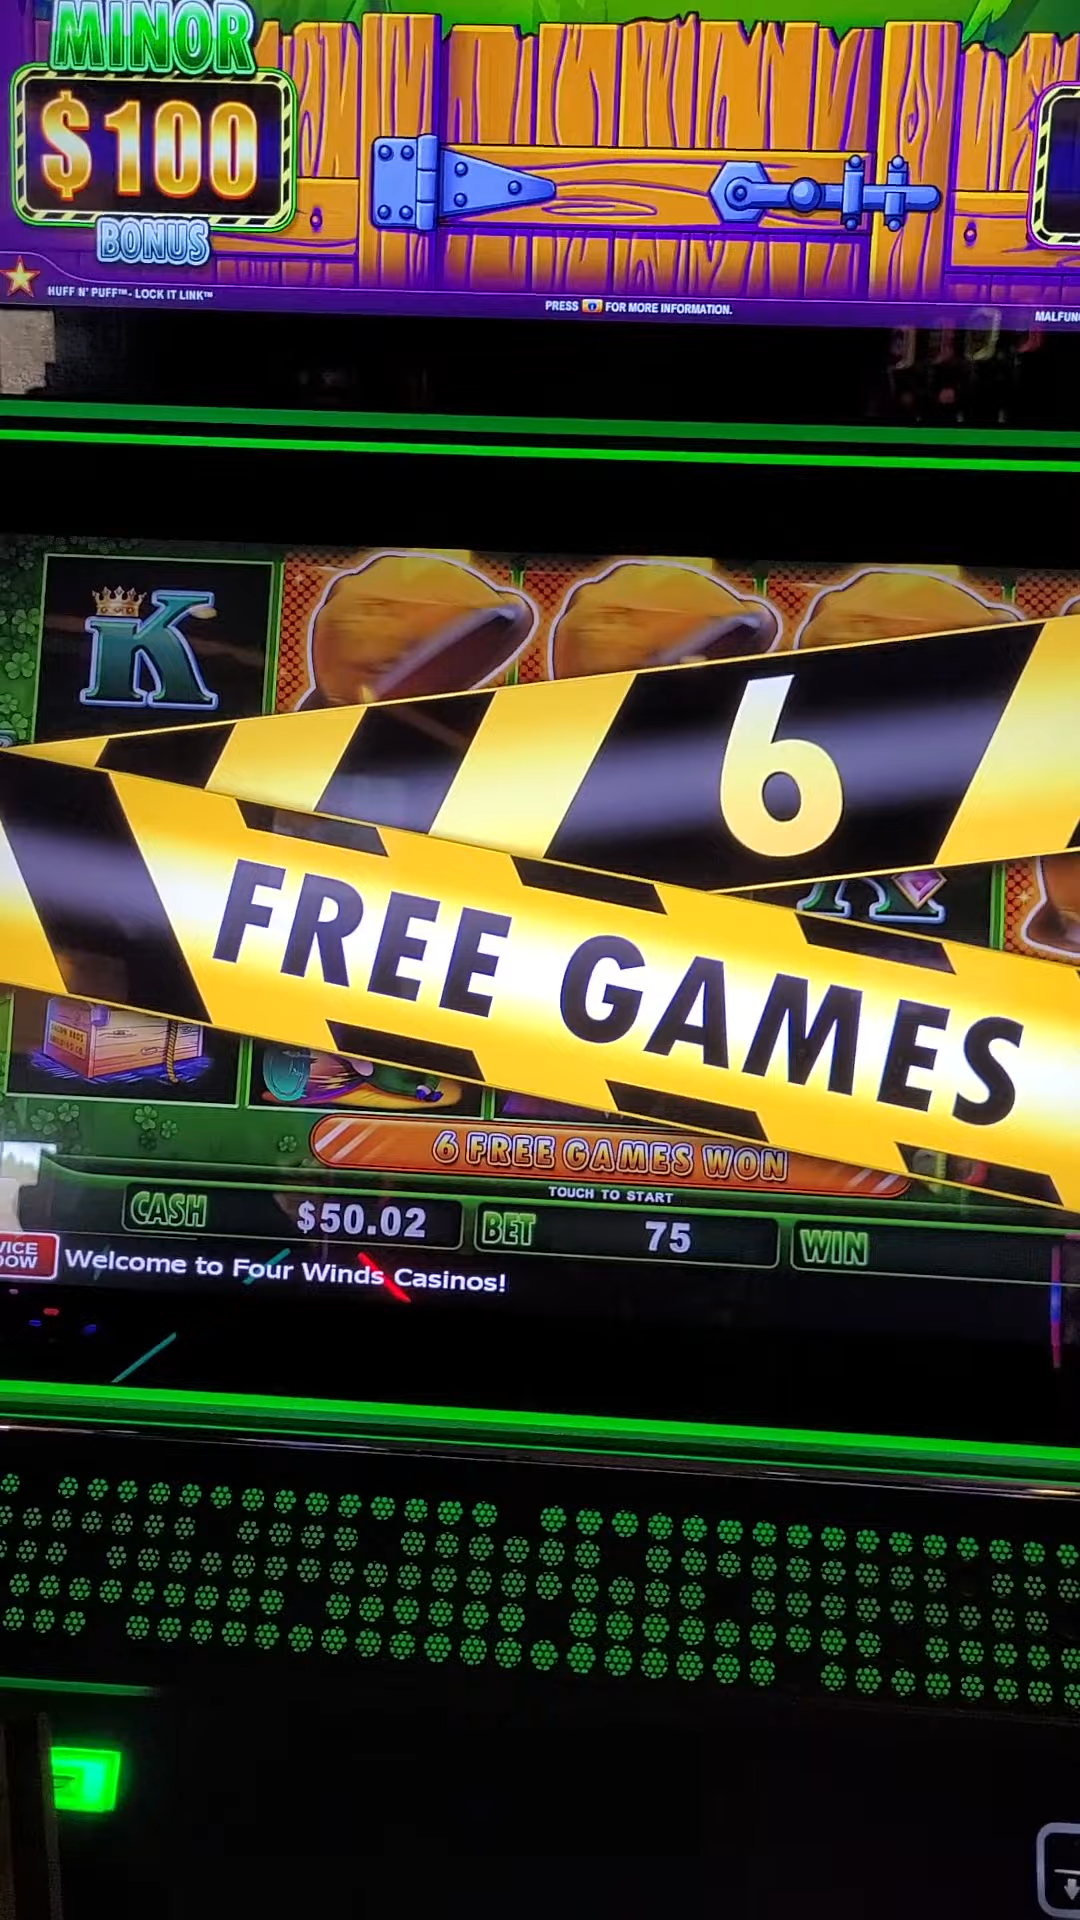 MINOR
$100
BONUS
HUFF N' PUFF™ - LOCK IT LINK™
PRESS FOR MORE INFORMATION.
K
6
FREE GAMES
6 FREE GAMES WON
TOUCH TO START
CASH $50.02 BET 75 WIN
Welcome to Four Winds Casinos!